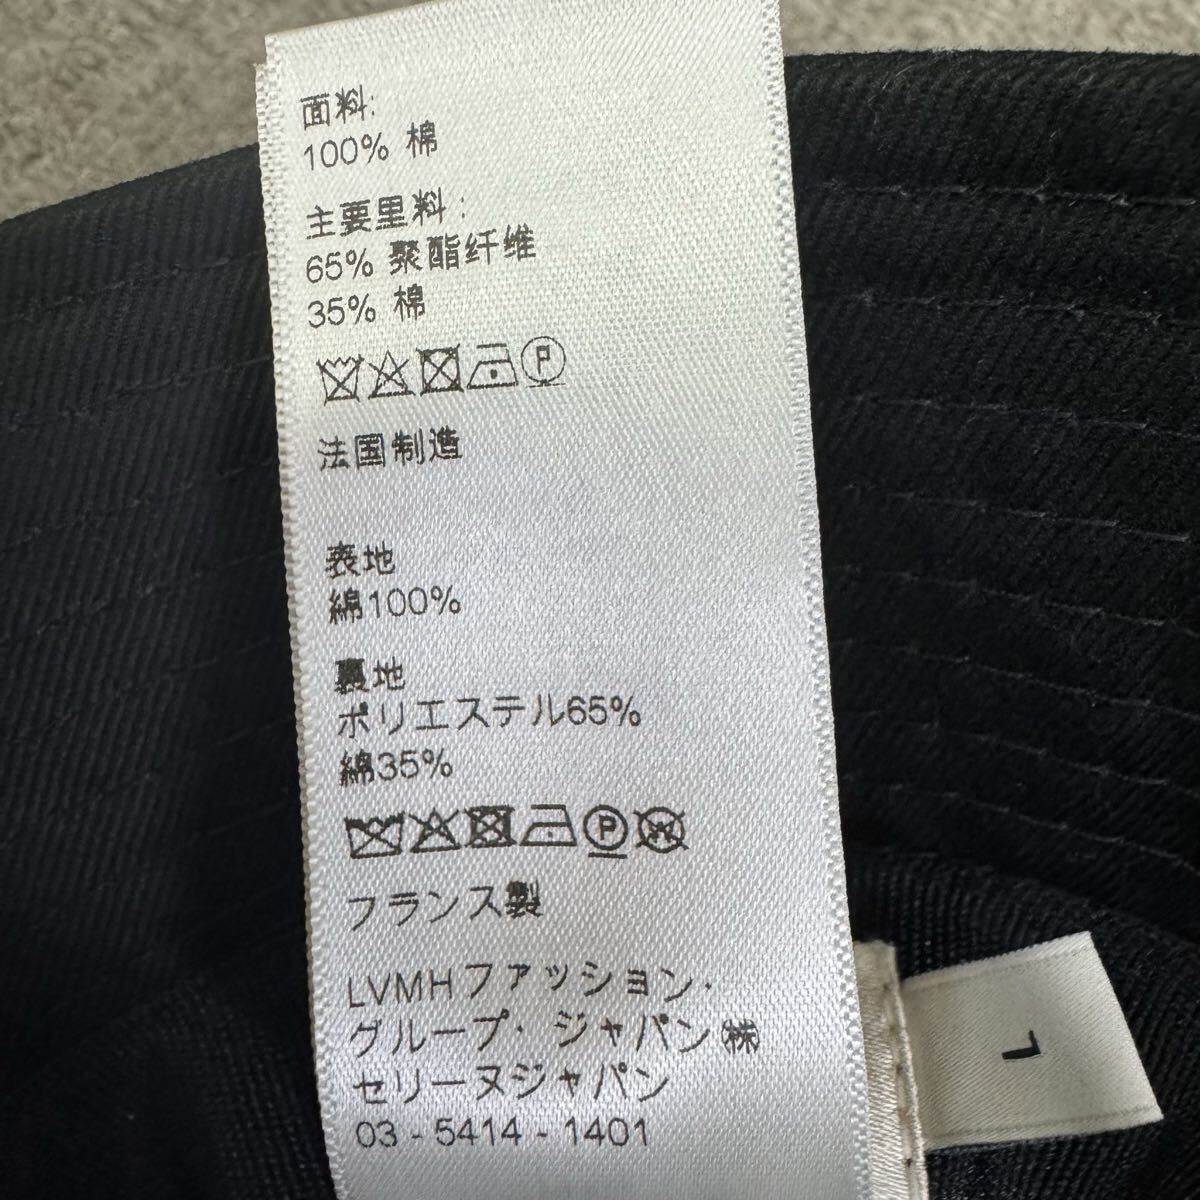 面料:
100% 棉
主要里料:
65% 聚酯纤维
35% 棉
P
法国制造
表地
綿100%
裏地
ポリエステル65%
綿35%
P W
フランス製
LVMHファッション・
グループ・ジャパン㈱
セリーヌジャパン
03 - 5414 - 1401
L